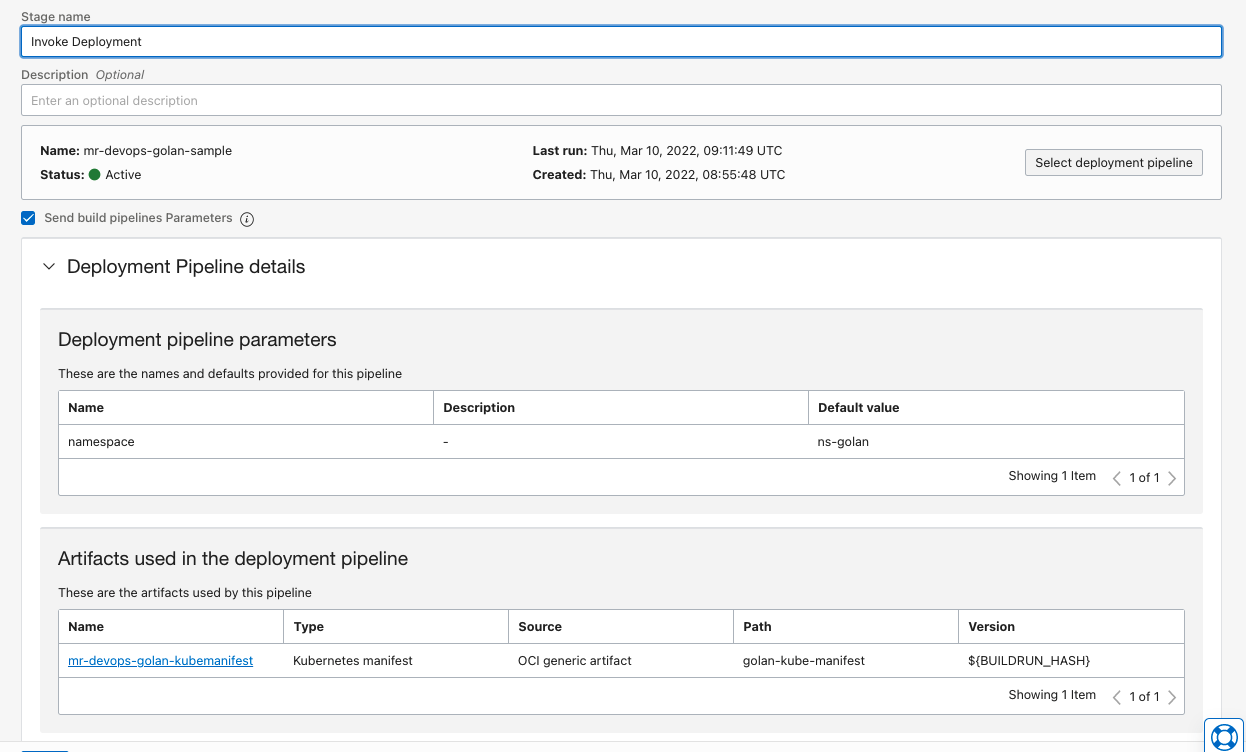 Stage name
Invoke Deployment
Description Optional
Enter an optional description
Name: mr-devops-golan-sample
Last run: Thu, Mar 10, 2022, 09:11:49 UTC
Status: Active
Created: Thu, Mar 10, 2022, 08:55:48 UTC
Select deployment pipeline
Send build pipelines Parameters
Deployment Pipeline details
Deployment pipeline parameters
These are the names and defaults provided for this pipeline
Name Description Default value
namespace - ns-golan
Showing 1 Item 1 of 1
Artifacts used in the deployment pipeline
These are the artifacts used by this pipeline
Name Type Source Path Version
mr-devops-golan-kubemanifest Kubernetes manifest OCI generic artifact golan-kube-manifest ${BUILDRUN_HASH}
Showing 1 Item 1 of 1